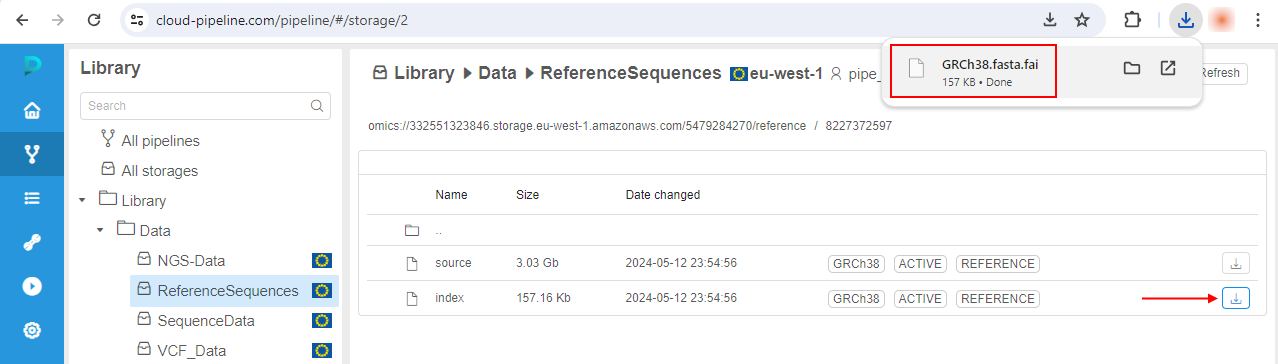 cloud-pipeline.com/pipeline/#/storage/2
Library
Search
All pipelines
All storages
Library
Data
NGS-Data
ReferenceSequences
SequenceData
VCF_Data
Library Data ReferenceSequences eu-west-1 pipe_
Refresh
GRCh38.fasta.fai
157 KB • Done
omics://332551323846.storage.eu-west-1.amazonaws.com/5479284270/reference / 8227372597
Name Size Date changed
..
source 3.03 Gb 2024-05-12 23:54:56 GRCh38 ACTIVE REFERENCE
index 157.16 Kb 2024-05-12 23:54:56 GRCh38 ACTIVE REFERENCE